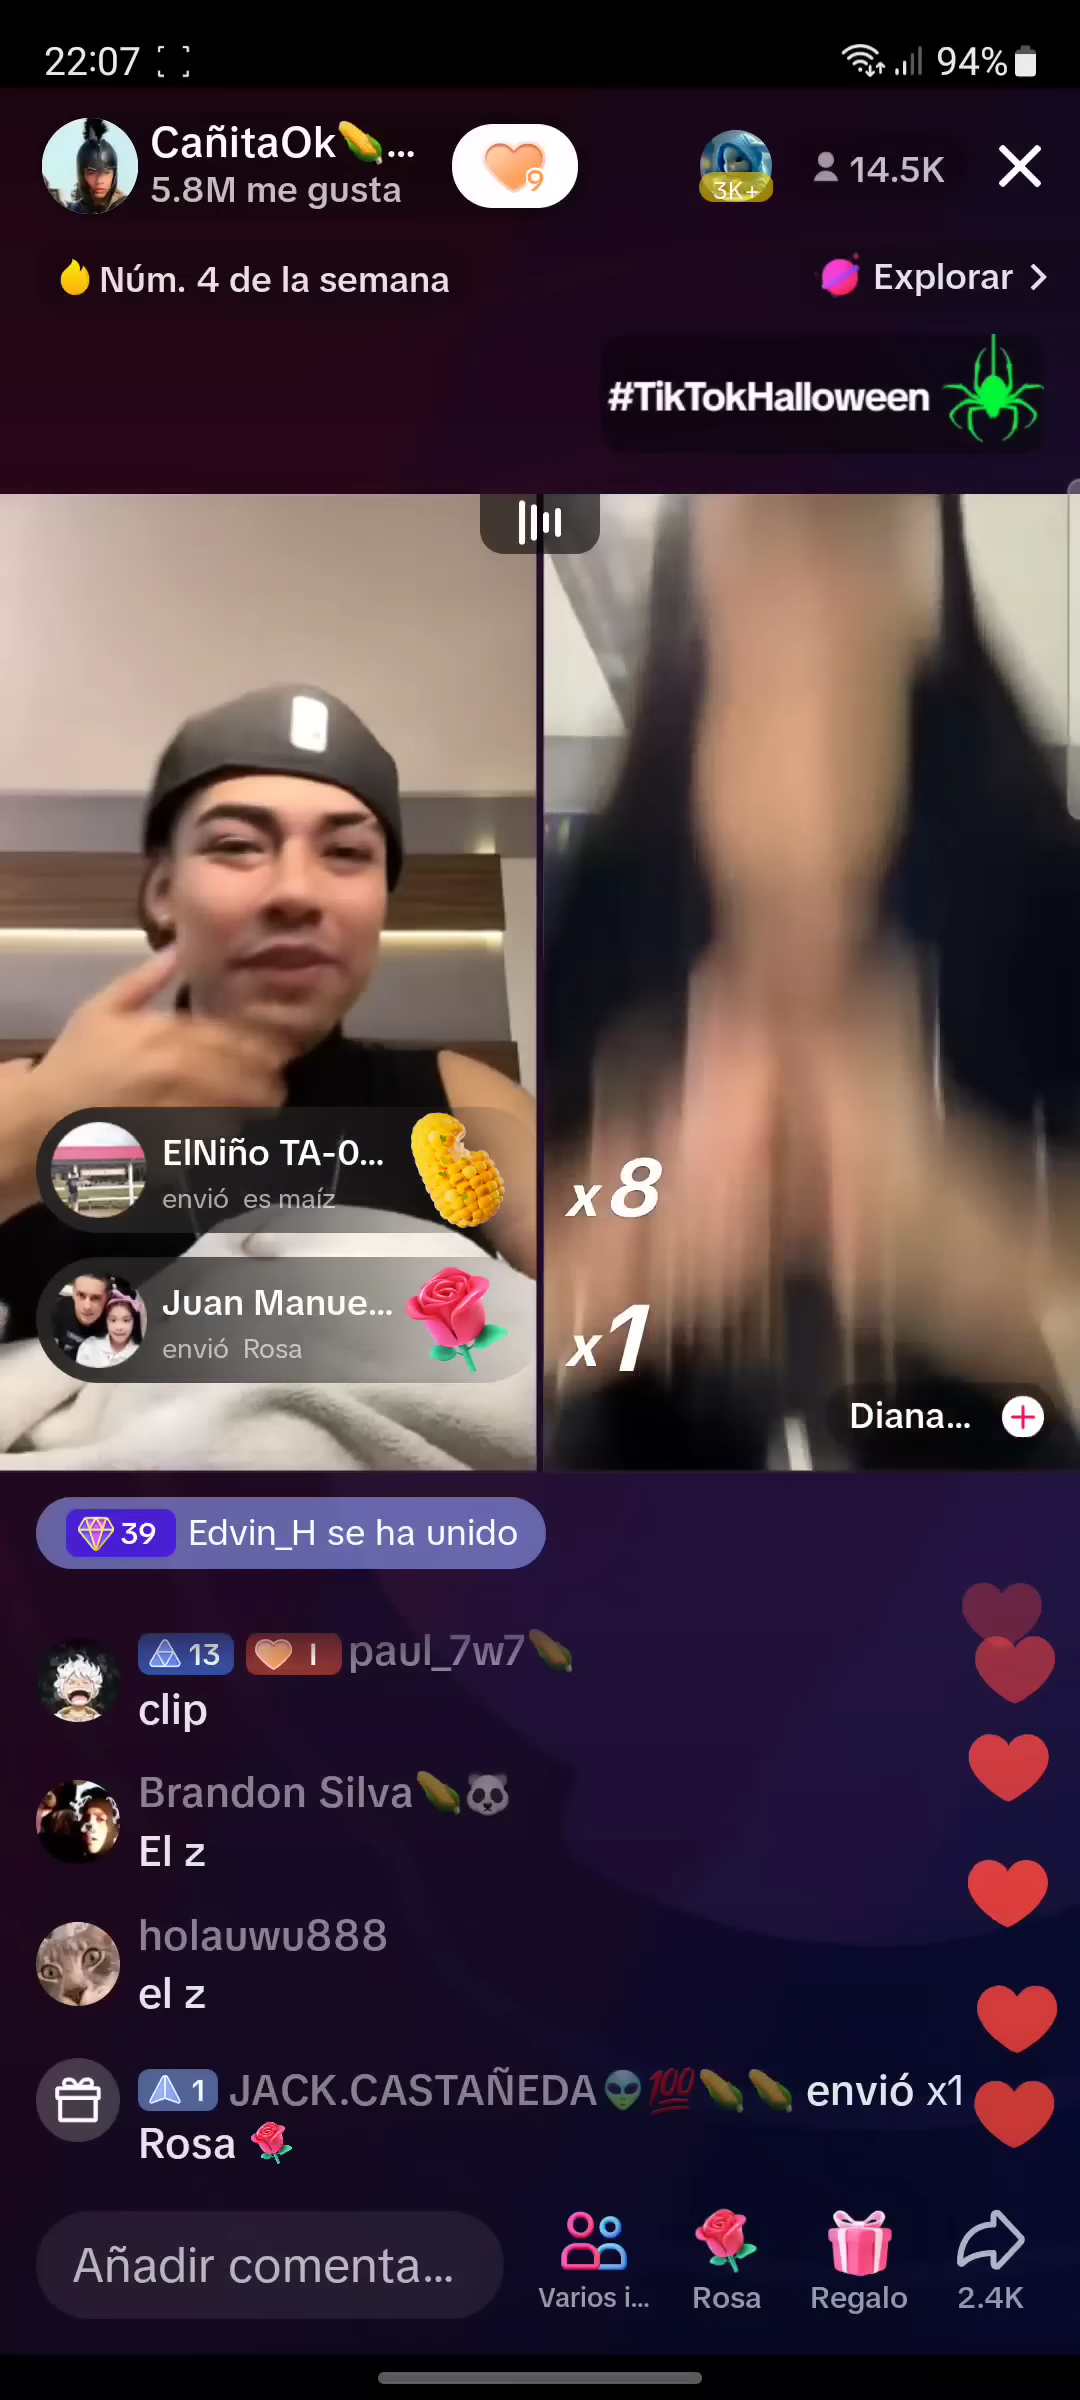 22:07
94%
CañitaOk🌽...
5.8M me gusta
3K+
14.5K
Núm. 4 de la semana
Explorar
#TikTokHalloween
ElNiño TA-0...
envió es maíz
x8
Juan Manue...
envió Rosa
x1
Diana...
39 Edvin_H se ha unido
13 I paul_7w7🌽
clip
Brandon Silva🌽🐼
El z
holauwu888
el z
1 JACK.CASTAÑEDA👽💯🌽🌽 envió x1
Rosa 🌹
Añadir comenta...
Varios i...
Rosa
Regalo
2.4K